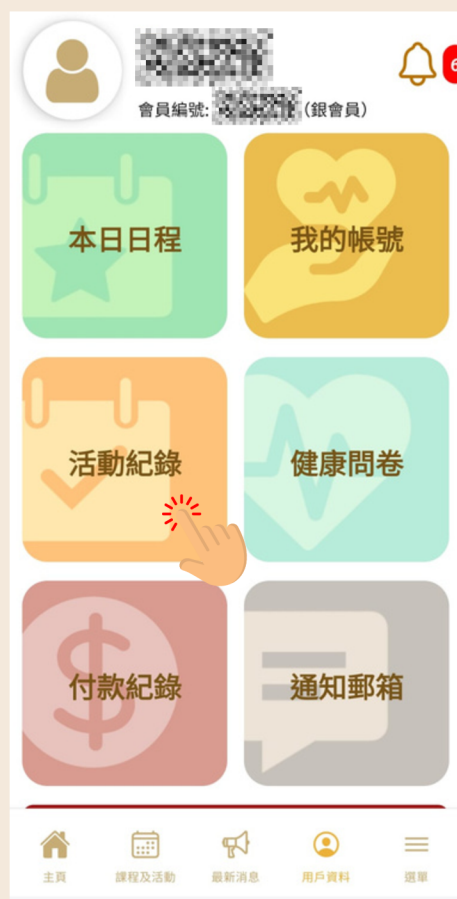 6
會員編號: (銀會員)
本日日程
我的帳號
活動紀錄
健康問卷
付款紀錄
通知郵箱
主頁
課程及活動
最新消息
用戶資料
選單